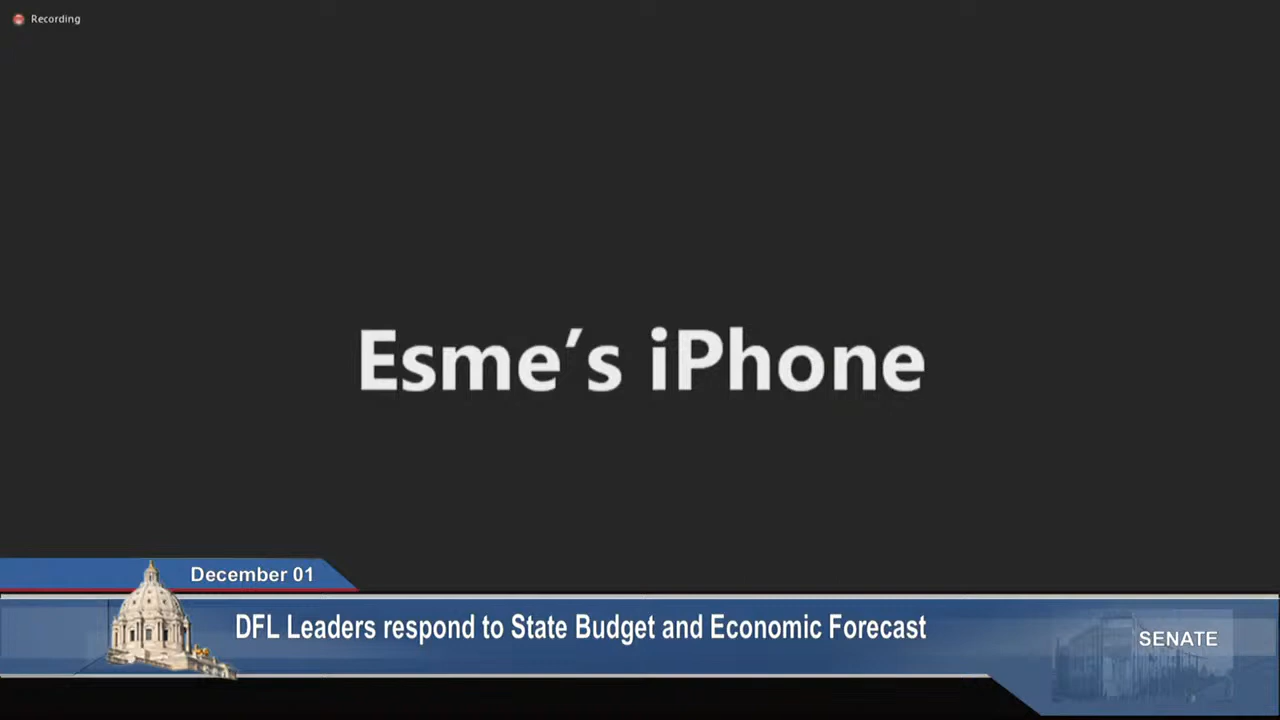 Recording
Esme’s iPhone
December 01
DFL Leaders respond to State Budget and Economic Forecast
SENATE